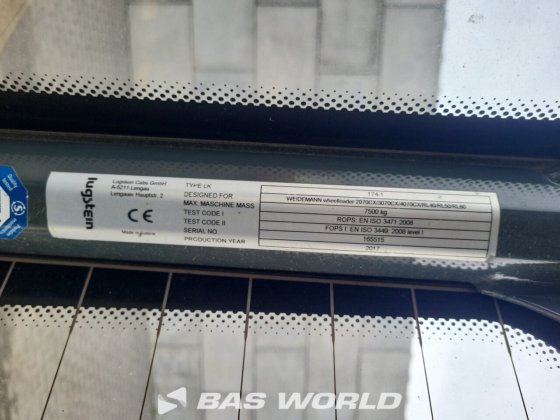 lugstein
Lugstein Cabs GmbH
A-5211 Lengau
Lengauer Hauptstr. 2
CE
Made in Austria
TYPE LK 174-1
DESIGNED FOR WEIDEMANN wheelloader 2070CX/3070CX/4070CX/RL40/RL50/RL60
MAX. MASCHINE MASS 7500 kg
TEST CODE I ROPS: EN ISO 3471:2008
TEST CODE II FOPS I: EN ISO 3449: 2008 level I
SERIAL NO 165515
PRODUCTION YEAR 2017
BAS WORLD